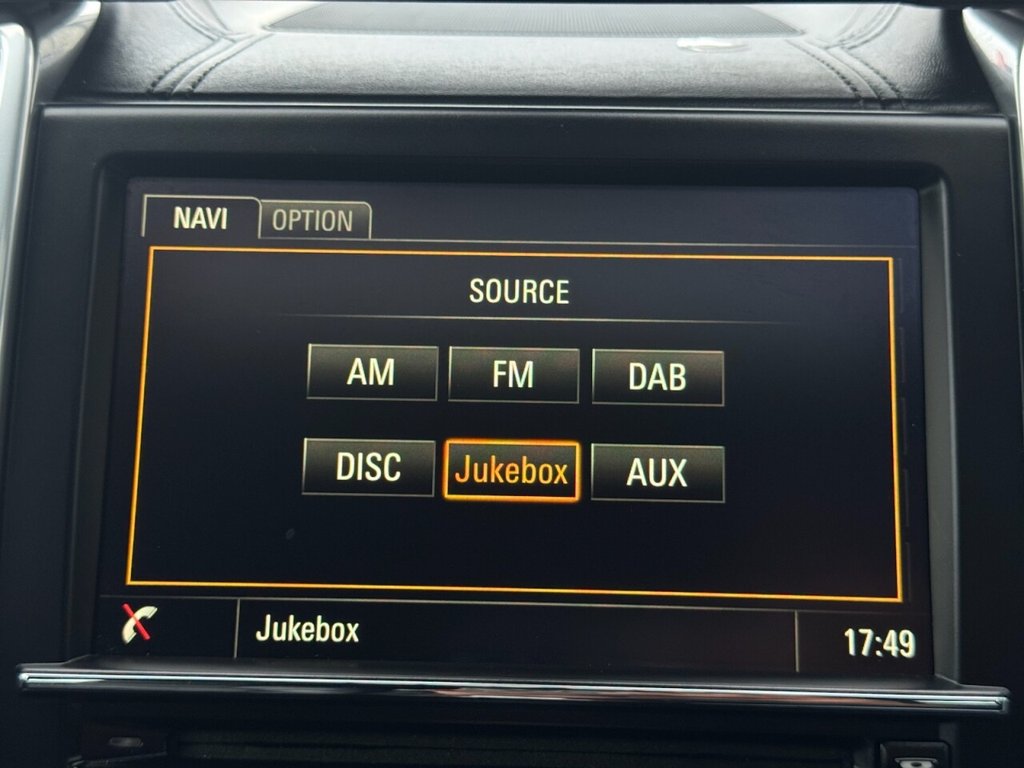 NAVI OPTION
SOURCE
AM FM DAB
DISC Jukebox AUX
Jukebox 17:49